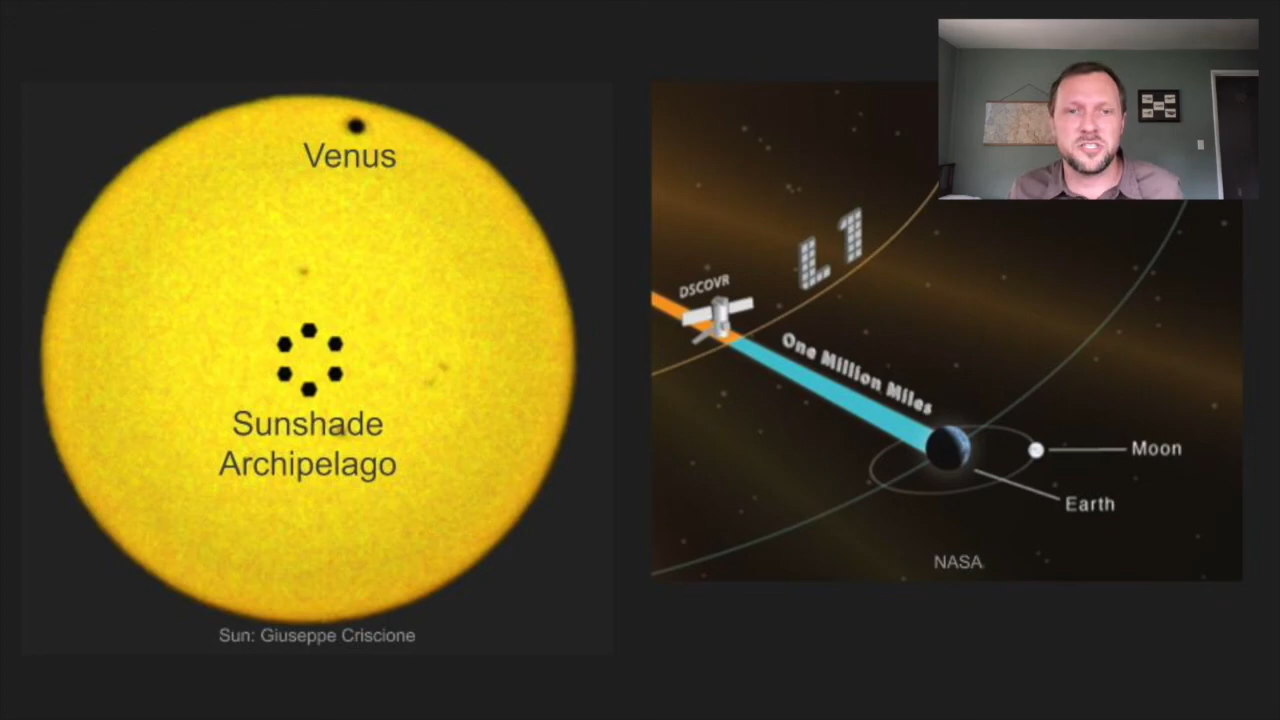 Venus
Sunshade
Archipelago
Sun: Giuseppe Criscione
DSCOVR
L1
One Million Miles
Moon
Earth
NASA